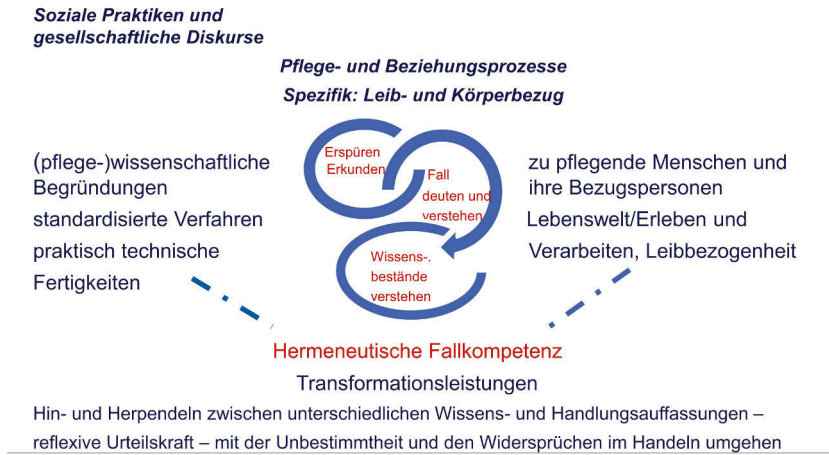 Soziale Praktiken und
gesellschaftliche Diskurse
Pflege- und Beziehungsprozesse
Spezifik: Leib- und Körperbezug
(pflege-)wissenschaftliche
Begründungen
standardisierte Verfahren
praktisch technische
Fertigkeiten
Erspüren
Erkunden
Fall
deuten und
verstehen
Wissens-.
bestände
verstehen
zu pflegende Menschen und
ihre Bezugspersonen
Lebenswelt/Erleben und
Verarbeiten, Leibbezogenheit
Hermeneutische Fallkompetenz
Transformationsleistungen
Hin- und Herpendeln zwischen unterschiedlichen Wissens- und Handlungsauffassungen –
reflexive Urteilskraft – mit der Unbestimmtheit und den Widersprüchen im Handeln umgehen